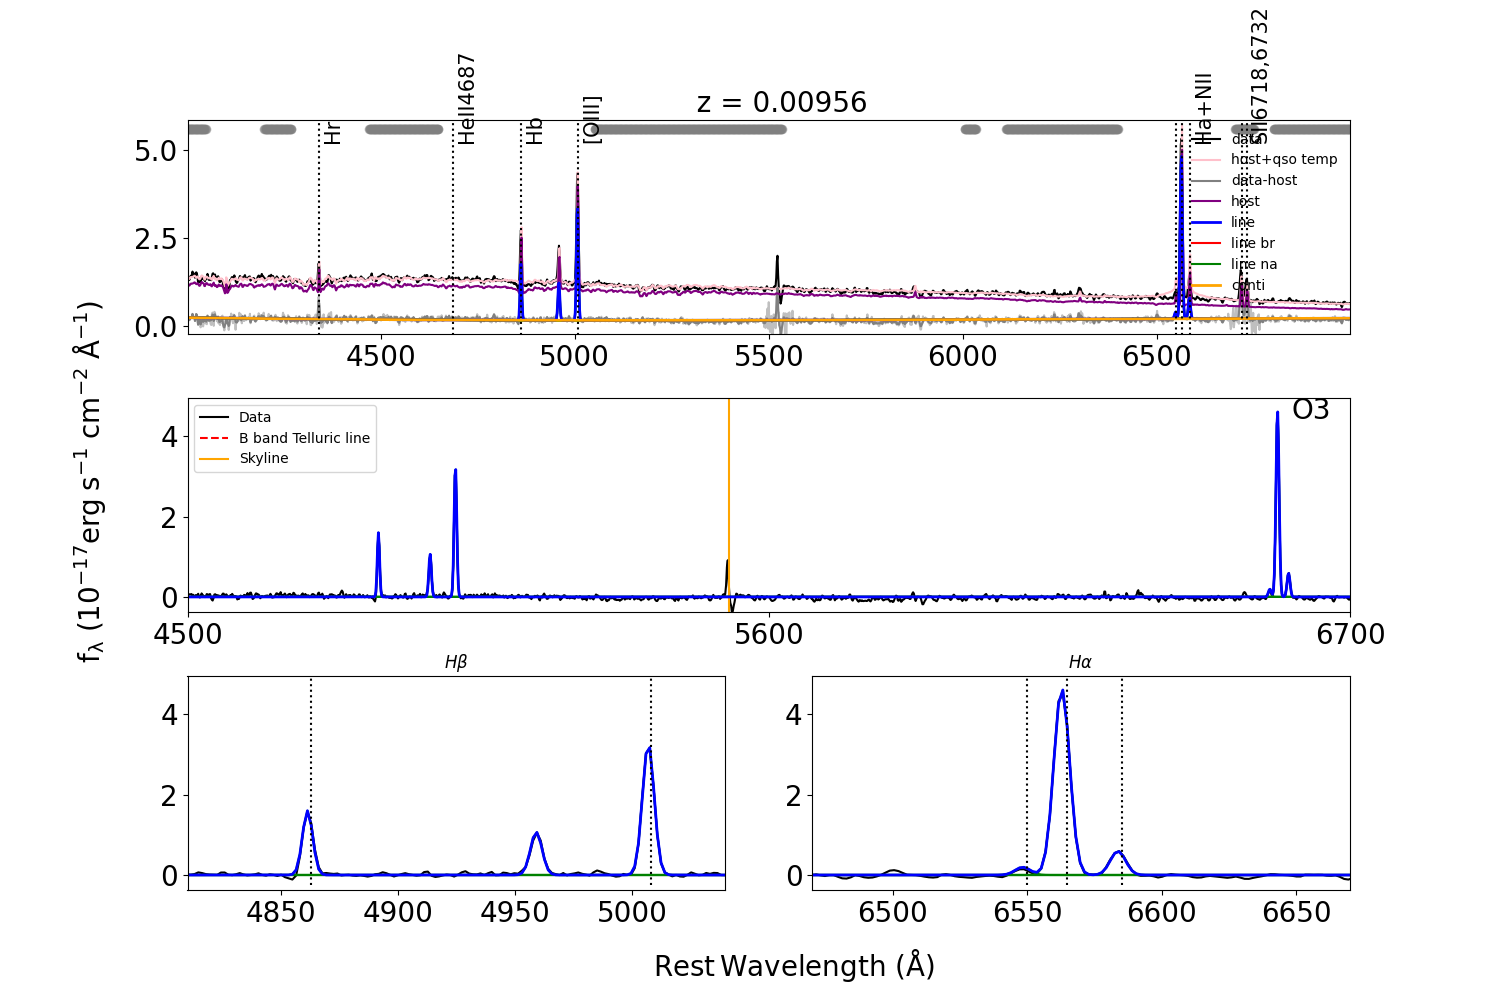 z = 0.00956
Hr
HeII4687
Hb
[OIII]
Ha+NII
SII6718,6732
data
host+qso temp
data-host
host
line
line br
line na
conti
5.0
2.5
0.0
4500
5000
5500
6000
6500
Data
B band Telluric line
Skyline
O3
4
2
0
4500
5600
6700
fλ (10−17erg s−1 cm−2 Å−1)
Hβ
4
2
0
4850
4900
4950
5000
Hα
4
2
0
6500
6550
6600
6650
Rest Wavelength (Å)